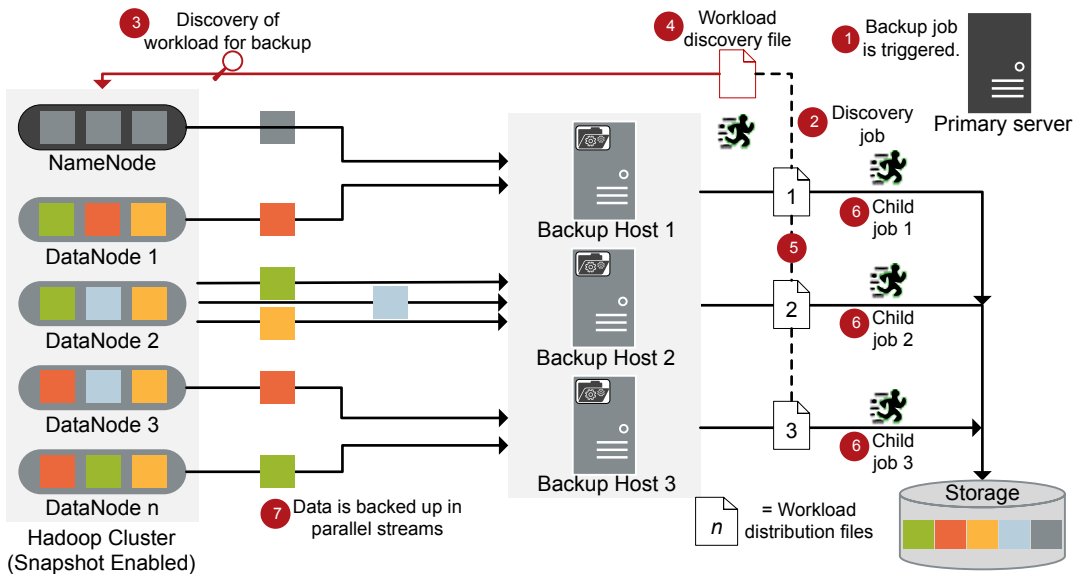 3 Discovery of
workload for backup
4 Workload
discovery file
1 Backup job
is triggered.
Primary server
2 Discovery
job
NameNode
DataNode 1
DataNode 2
DataNode 3
DataNode n
Hadoop Cluster
(Snapshot Enabled)
Backup Host 1
Backup Host 2
Backup Host 3
1
5
2
3
6 Child
job 1
6 Child
job 2
6 Child
job 3
7 Data is backed up in
parallel streams
n = Workload
distribution files
Storage